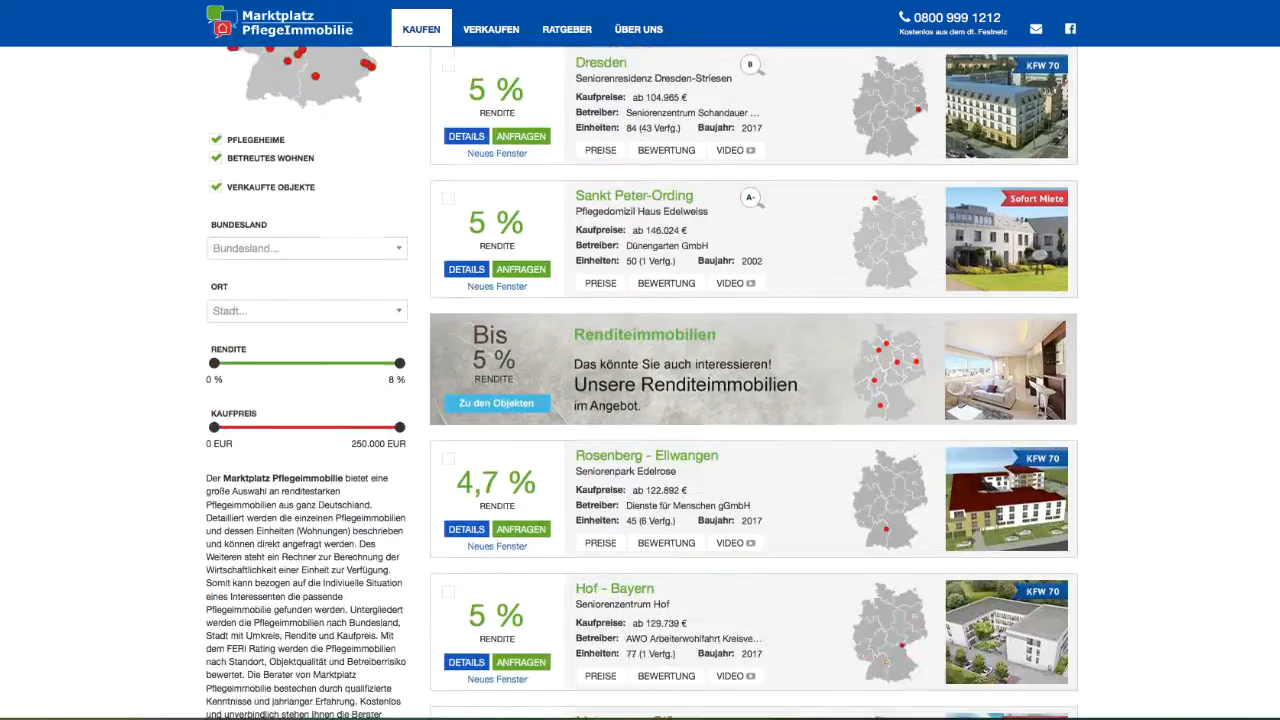 Marktplatz
PflegeImmobilie
KAUFEN
VERKAUFEN
RATGEBER
ÜBER UNS
0800 999 1212
Kostenlos aus dem dt. Festnetz
PFLEGEHEIME
BETREUTES WOHNEN
VERKAUFTE OBJEKTE
BUNDESLAND
Bundesland...
ORT
Stadt...
RENDITE
0 %
8 %
KAUFPREIS
0 EUR
250.000 EUR
Der Marktplatz Pflegeimmobilie bietet eine
große Auswahl an renditestarken
Pflegeimmobilien aus ganz Deutschland.
Detailliert werden die einzelnen Pflegeimmobilien
und dessen Einheiten (Wohnungen) beschrieben
und können direkt angefragt werden. Des
Weiteren steht ein Rechner zur Berechnung der
Wirtschaftlichkeit einer Einheit zur Verfügung.
Somit kann bezogen auf die Indiviuelle Situation
eines Interessenten die passende
Pflegeimmobilie gefunden werden. Untergliedert
werden die Pflegeimmobilien nach Bundesland,
Stadt mit Umkreis, Rendite und Kaufpreis. Mit
dem FERI Rating werden die Pflegeimmobilien
nach Standort, Objektqualität und Betreiberrisiko
bewertet. Die Berater von Marktplatz
Pflegeimmobilie bestechen durch qualifizierte
Kenntnisse und jahrlanger Erfahrung. Kostenlos
und unverbindlich stehen Ihnen die Berater
5 %
RENDITE
DETAILS
ANFRAGEN
Neues Fenster
Dresden
B
Seniorenresidenz Dresden-Striesen
Kaufpreise: ab 104.965 €
Betreiber: Seniorenzentrum Schandauer ...
Einheiten: 84 (43 Verfg.) Baujahr: 2017
PREISE
BEWERTUNG
VIDEO
KFW 70
5 %
RENDITE
DETAILS
ANFRAGEN
Neues Fenster
Sankt Peter-Ording
A-
Pflegedomizil Haus Edelweiss
Kaufpreise: ab 146.024 €
Betreiber: Dünengarten GmbH
Einheiten: 50 (1 Verfg.) Baujahr: 2002
PREISE
BEWERTUNG
VIDEO
Sofort Miete
Bis
5 %
RENDITE
Zu den Objekten
Renditeimmobilien
Das könnte Sie auch interessieren!
Unsere Renditeimmobilien
im Angebot.
4,7 %
RENDITE
DETAILS
ANFRAGEN
Neues Fenster
Rosenberg - Ellwangen
Seniorenpark Edelrose
Kaufpreise: ab 122.892 €
Betreiber: Dienste für Menschen gGmbH
Einheiten: 45 (6 Verfg.) Baujahr: 2017
PREISE
BEWERTUNG
VIDEO
KFW 70
5 %
RENDITE
DETAILS
ANFRAGEN
Neues Fenster
Hof - Bayern
Seniorenzentrum Hof
Kaufpreise: ab 129.739 €
Betreiber: AWO Arbeiterwohlfahrt Kreisve...
Einheiten: 77 (1 Verfg.) Baujahr: 2017
PREISE
BEWERTUNG
VIDEO
KFW 70